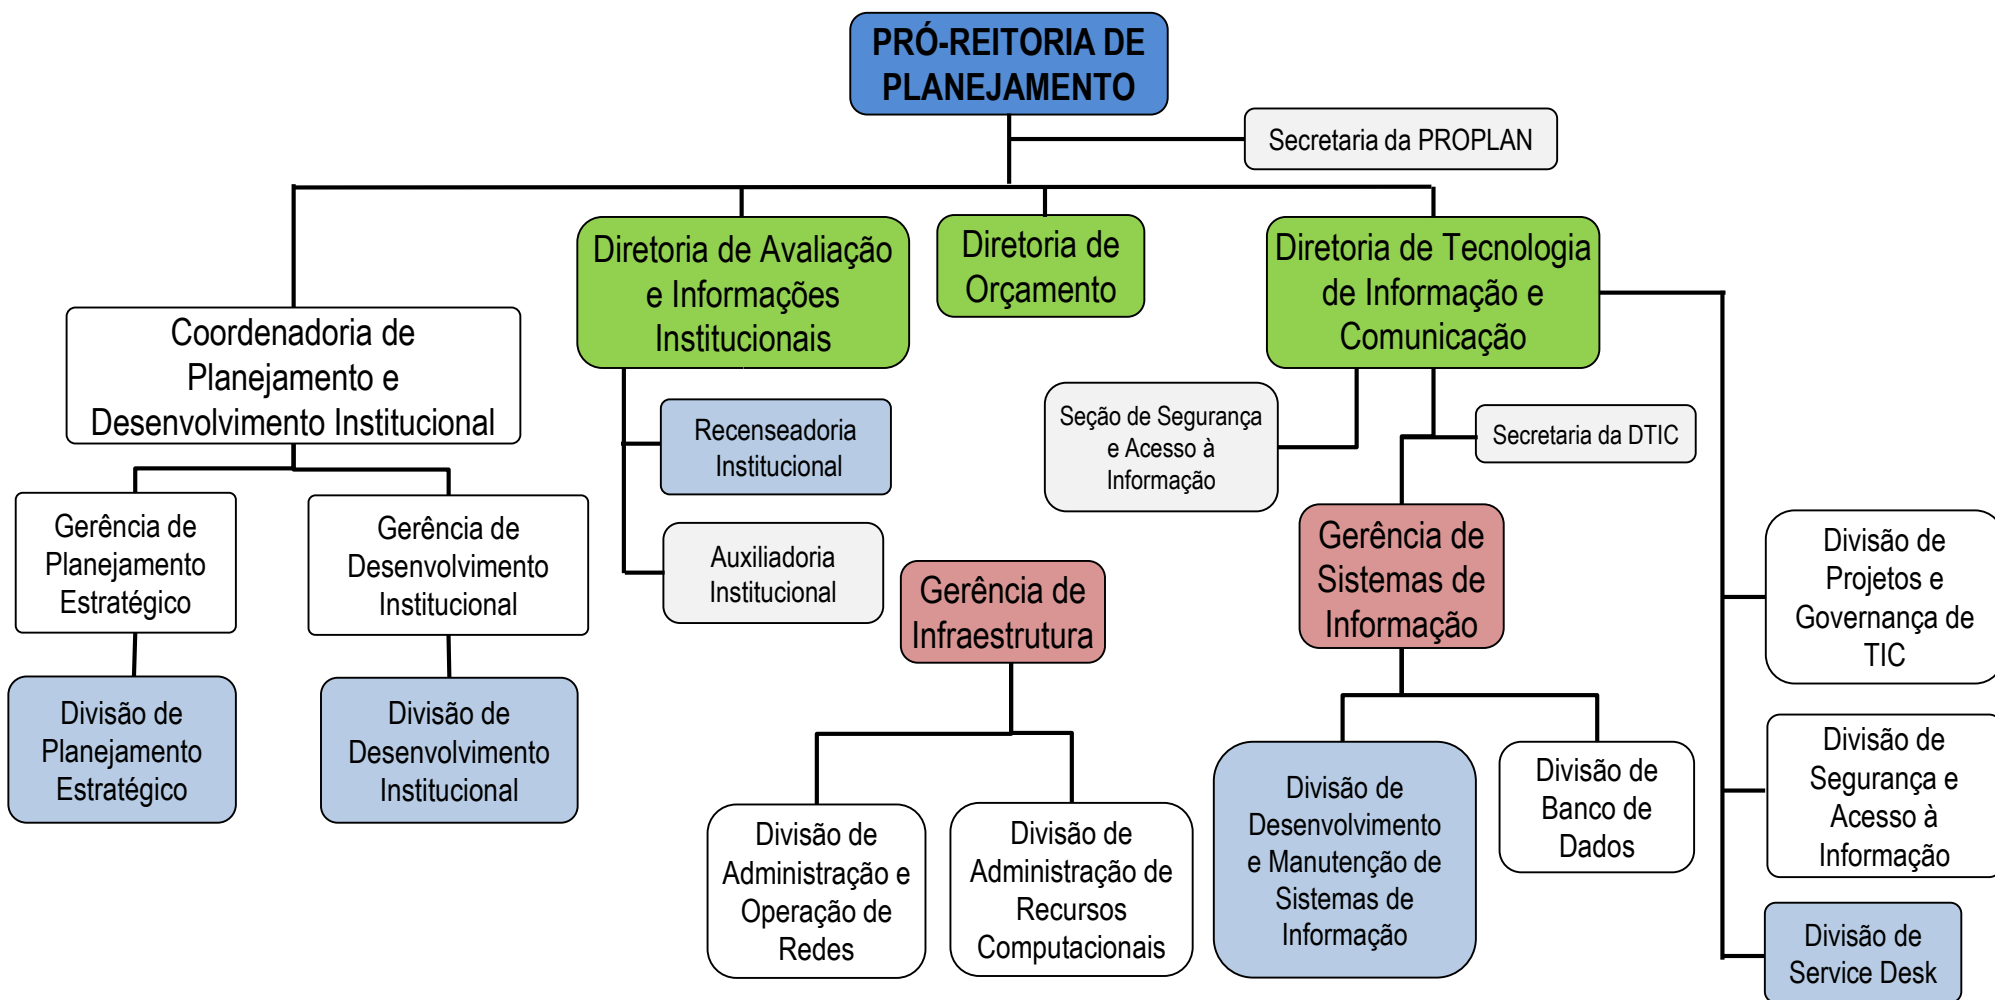 PRÓ-REITORIA DE
PLANEJAMENTO
Secretaria da PROPLAN
Coordenadoria de
Planejamento e
Desenvolvimento Institucional
Diretoria de Avaliação
e Informações
Institucionais
Diretoria de
Orçamento
Diretoria de Tecnologia
de Informação e
Comunicação
Gerência de
Planejamento
Estratégico
Gerência de
Desenvolvimento
Institucional
Divisão de
Planejamento
Estratégico
Divisão de
Desenvolvimento
Institucional
Recenseadoria
Institucional
Auxiliadoria
Institucional
Seção de Segurança
e Acesso à
Informação
Secretaria da DTIC
Gerência de
Infraestrutura
Gerência de
Sistemas de
Informação
Divisão de
Administração e
Operação de
Redes
Divisão de
Administração de
Recursos
Computacionais
Divisão de
Desenvolvimento
e Manutenção de
Sistemas de
Informação
Divisão de
Banco de
Dados
Divisão de
Projetos e
Governança de
TIC
Divisão de
Segurança e
Acesso à
Informação
Divisão de
Service Desk